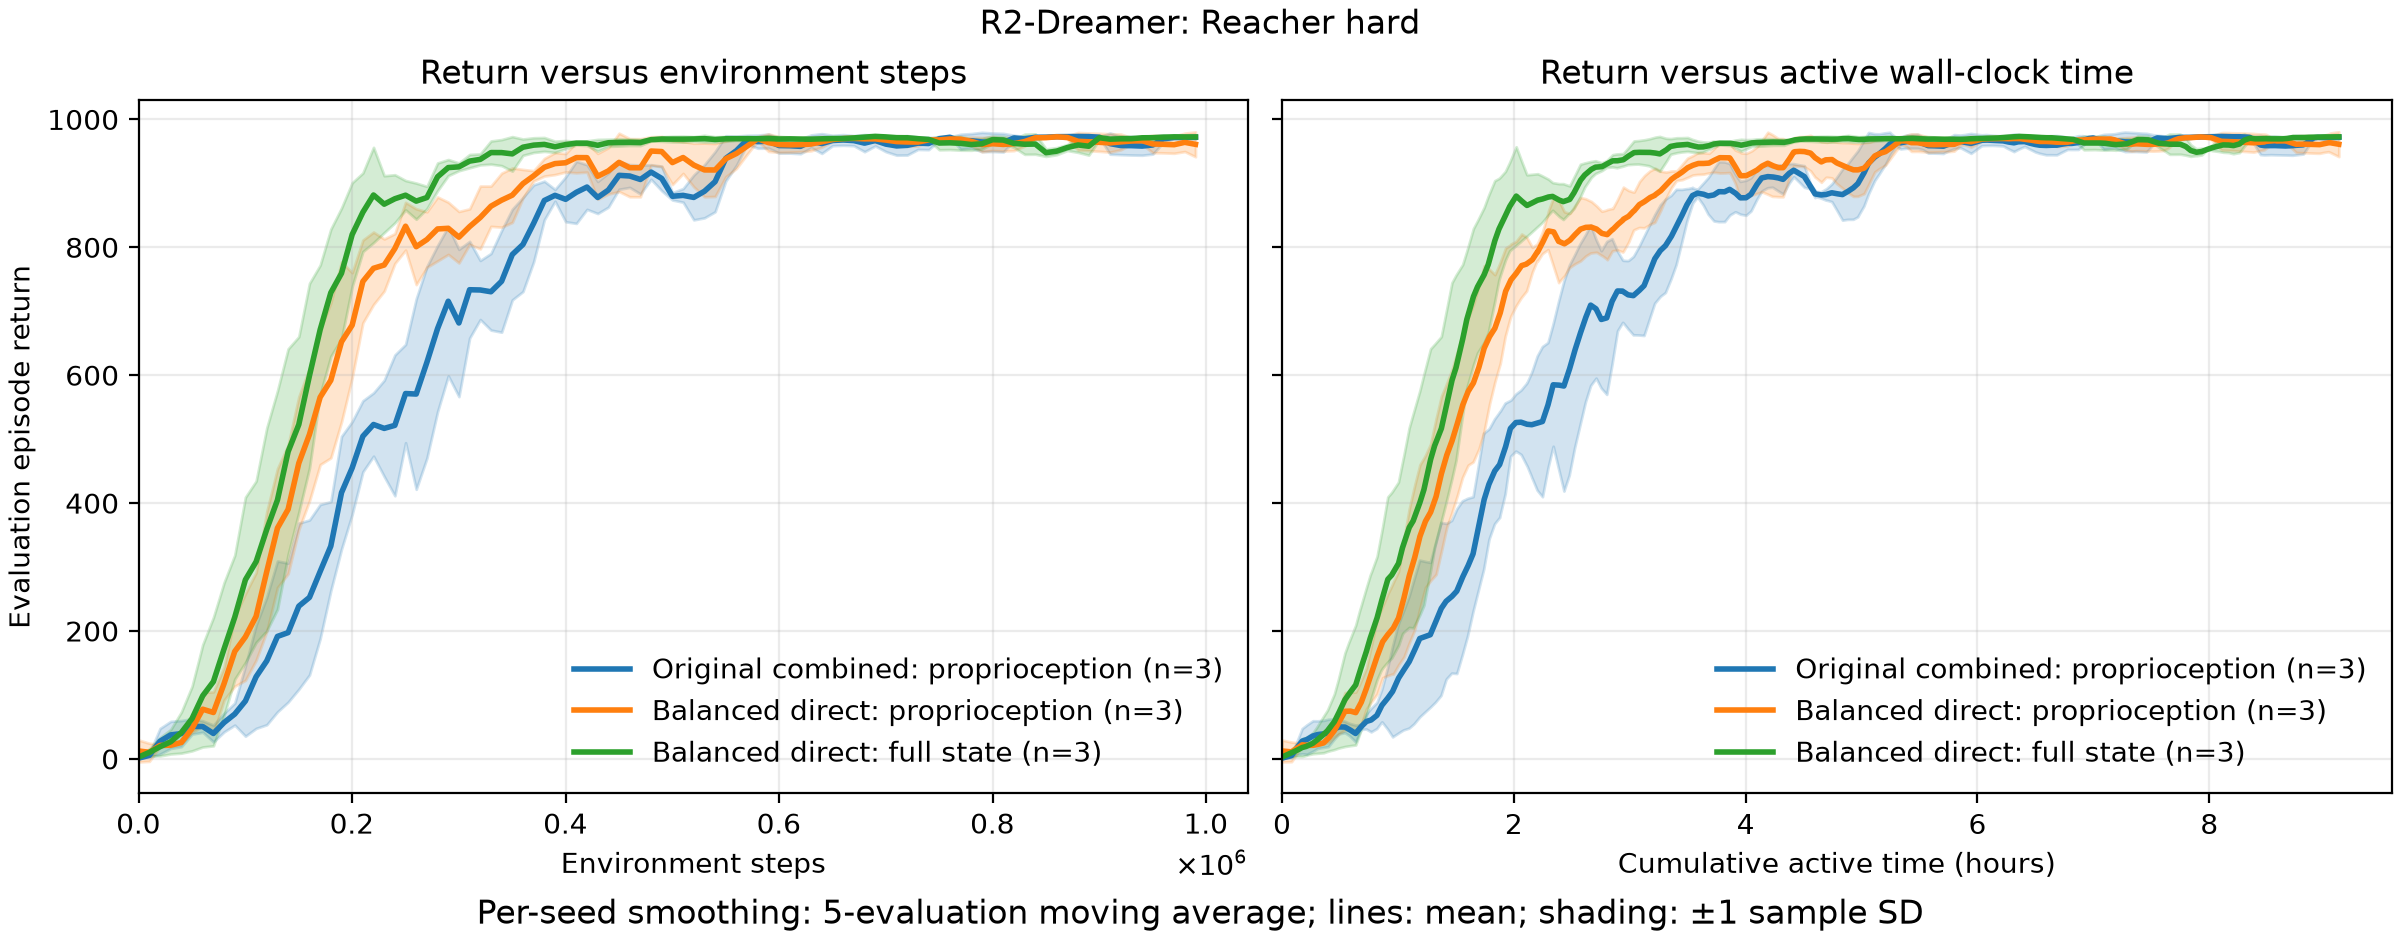 R2-Dreamer: Reacher hard
Return versus environment steps
Evaluation episode return
1000
800
600
400
200
0
Original combined: proprioception (n=3)
Balanced direct: proprioception (n=3)
Balanced direct: full state (n=3)
0.0 0.2 0.4 0.6 0.8 1.0
×10⁶
Environment steps
Return versus active wall-clock time
Original combined: proprioception (n=3)
Balanced direct: proprioception (n=3)
Balanced direct: full state (n=3)
0 2 4 6 8
Cumulative active time (hours)
Per-seed smoothing: 5-evaluation moving average; lines: mean; shading: ±1 sample SD